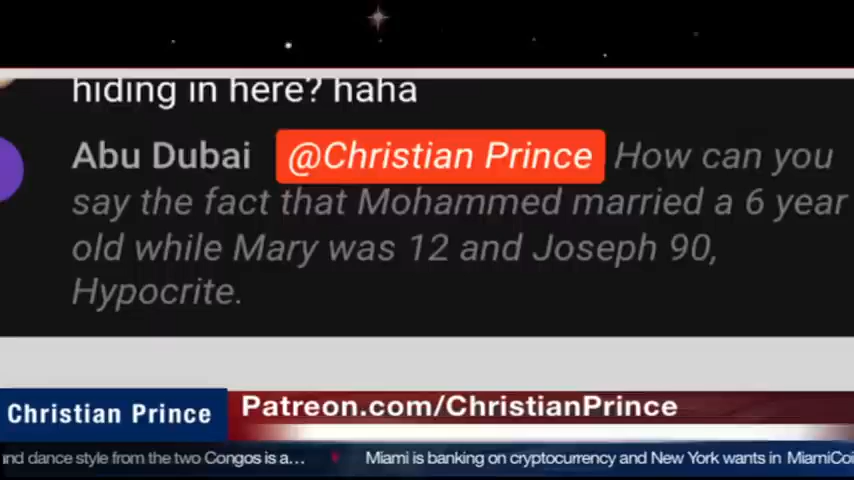 hiding in here? haha
Abu Dubai @Christian Prince How can you
say the fact that Mohammed married a 6 year
old while Mary was 12 and Joseph 90,
Hypocrite.
Patreon.com/ChristianPrince
Christian Prince
and dance style from the two Congos is a... Miami is banking on cryptocurrency and New York wants in MiamiCoi